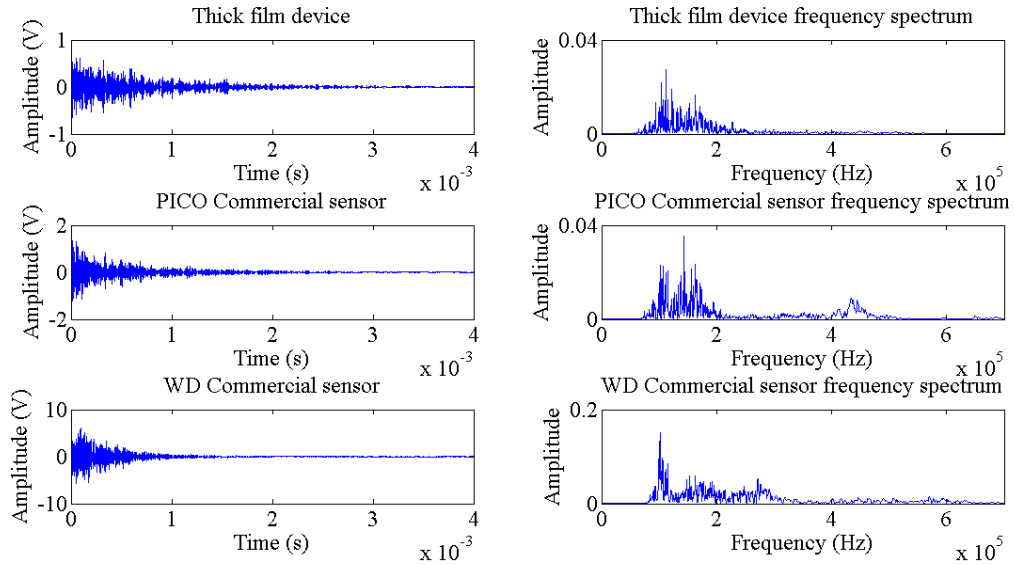 Thick film device
Amplitude (V)
1
0
-1
0 1 2 3 4
Time (s)
x 10^-3
Thick film device frequency spectrum
Amplitude
0.04
0
0 2 4 6
Frequency (Hz)
x 10^5
PICO Commercial sensor
Amplitude (V)
2
0
-2
0 1 2 3 4
Time (s)
x 10^-3
PICO Commercial sensor frequency spectrum
Amplitude
0.04
0
0 2 4 6
Frequency (Hz)
x 10^5
WD Commercial sensor
Amplitude (V)
10
0
-10
0 1 2 3 4
Time (s)
x 10^-3
WD Commercial sensor frequency spectrum
Amplitude
0.2
0
0 2 4 6
Frequency (Hz)
x 10^5